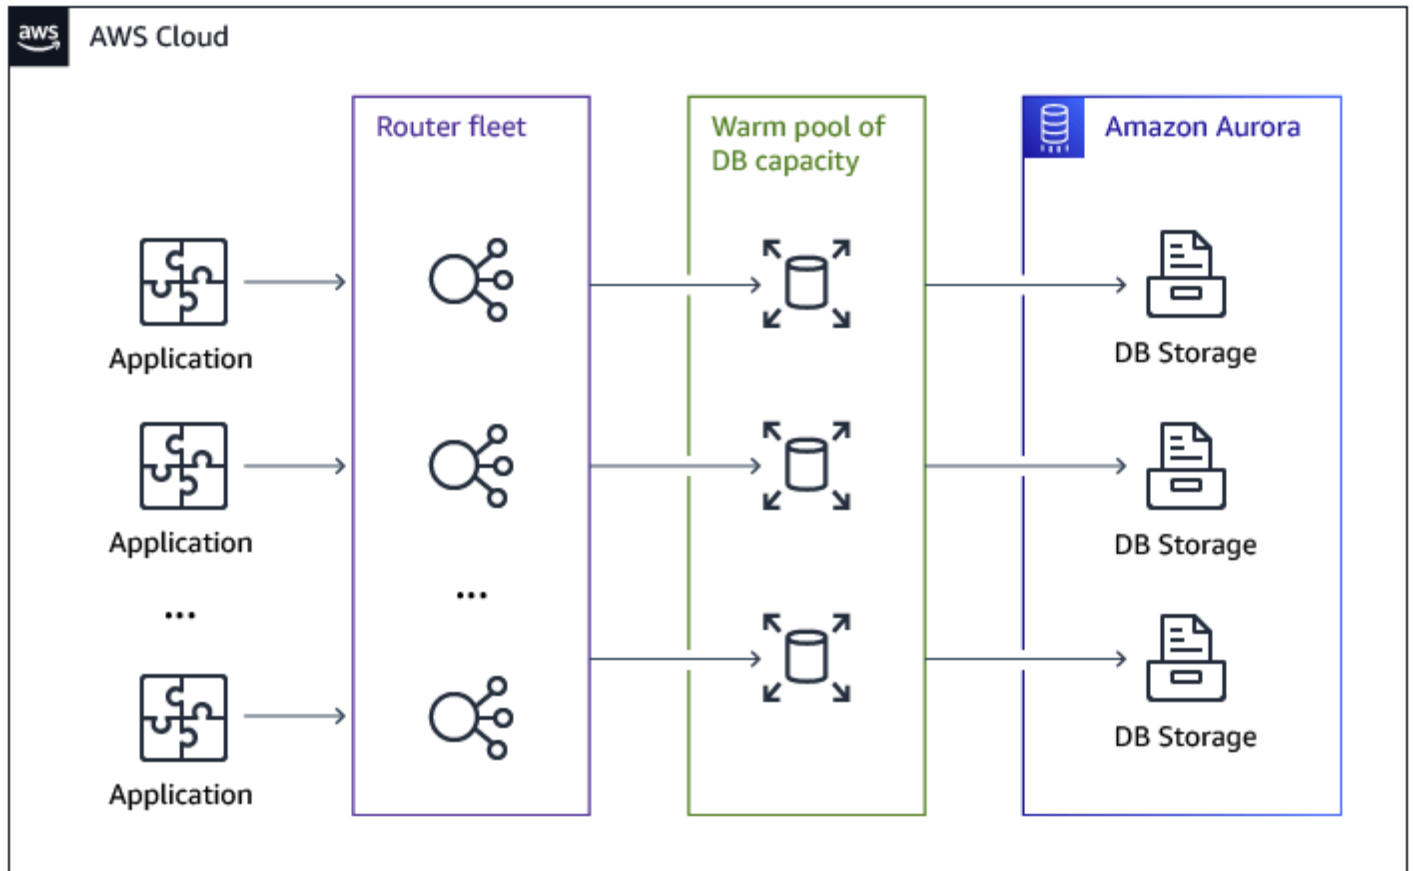 aws
AWS Cloud
Router fleet
Warm pool of
DB capacity
Amazon Aurora
Application
DB Storage
Application
DB Storage
...
...
Application
DB Storage